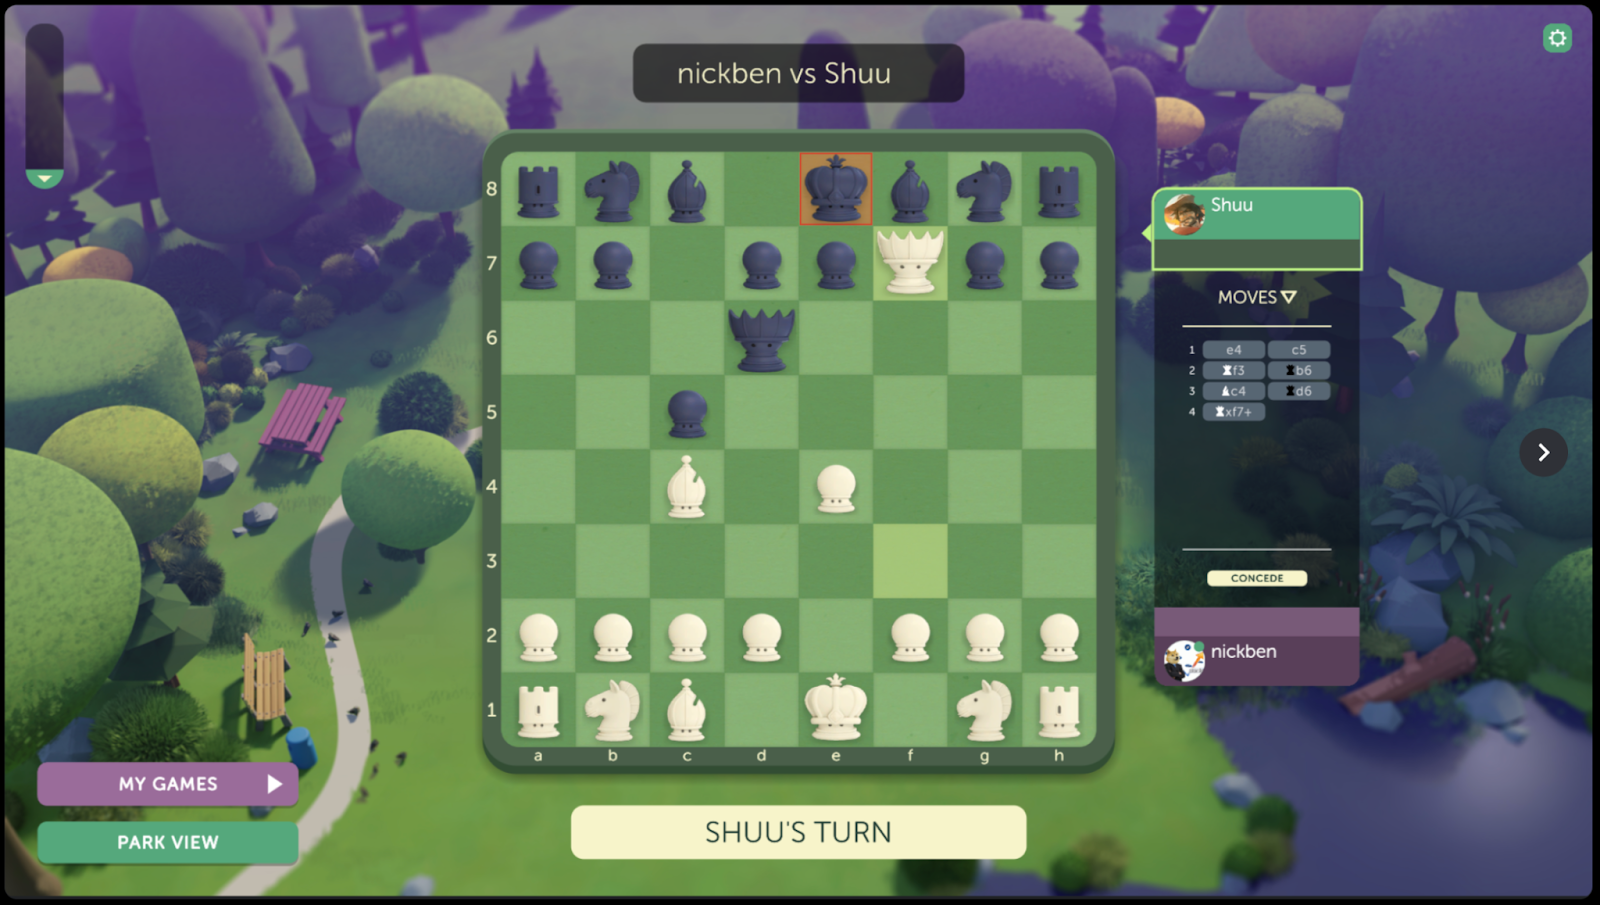 nickben vs Shuu
8
7
6
5
4
3
2
1
a b c d e f g h
Shuu
MOVES
1 e4 c5
2 f3 b6
3 c4 d6
4 xf7+
CONCEDE
nickben
MY GAMES
PARK VIEW
SHUU'S TURN